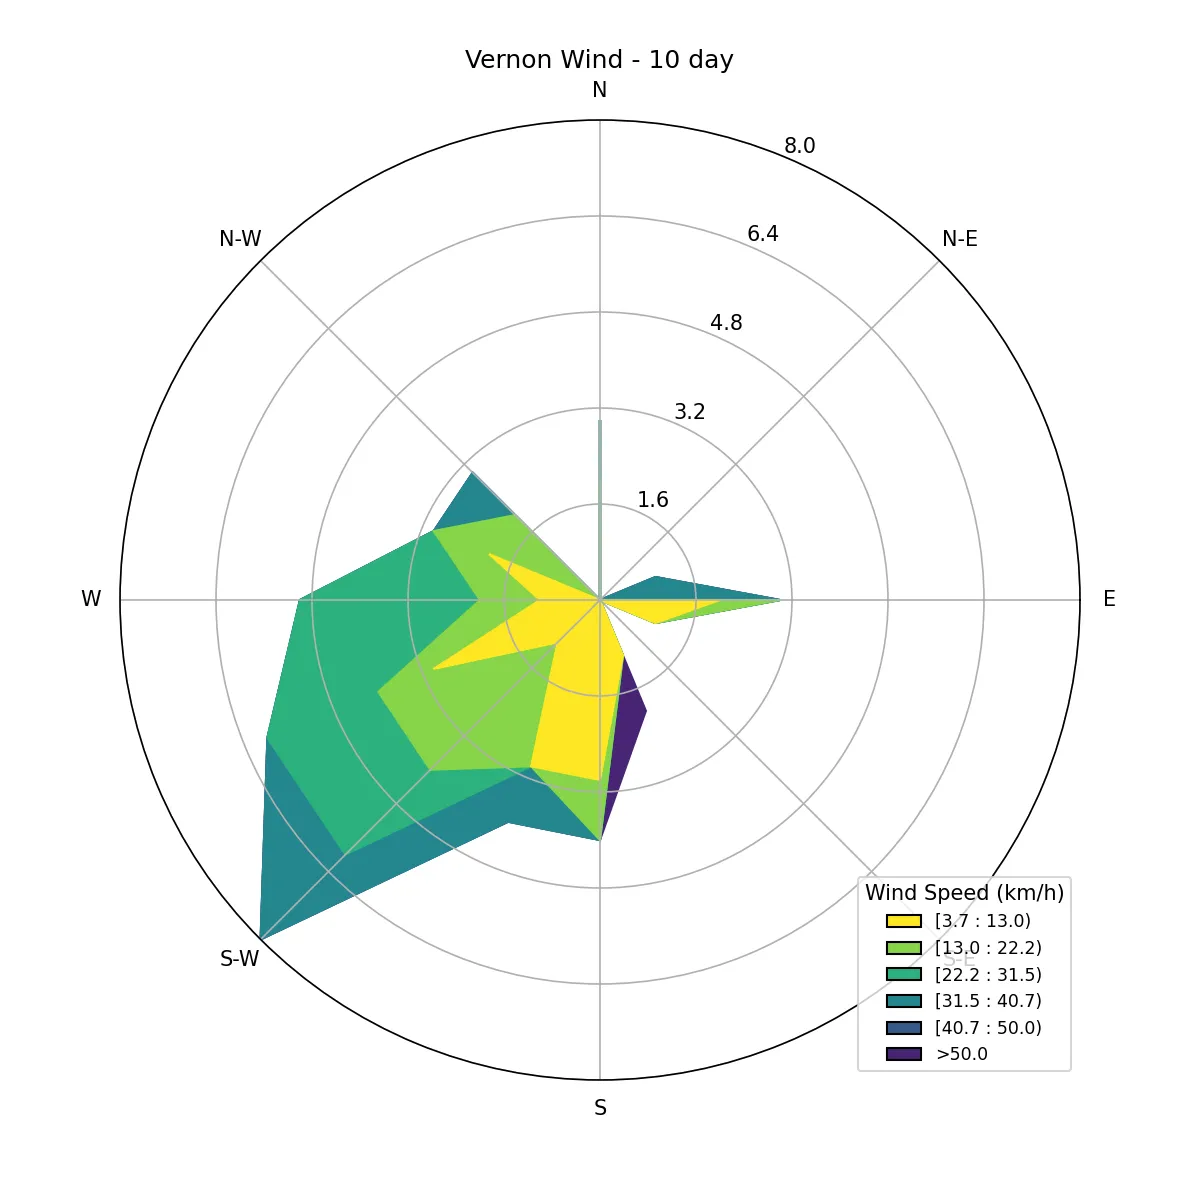 Vernon Wind - 10 day
N
8.0
N-W
6.4
N-E
4.8
3.2
1.6
W
E
S-W
S-E
S
Wind Speed (km/h)
[3.7 : 13.0)
[13.0 : 22.2)
[22.2 : 31.5)
[31.5 : 40.7)
[40.7 : 50.0)
>50.0